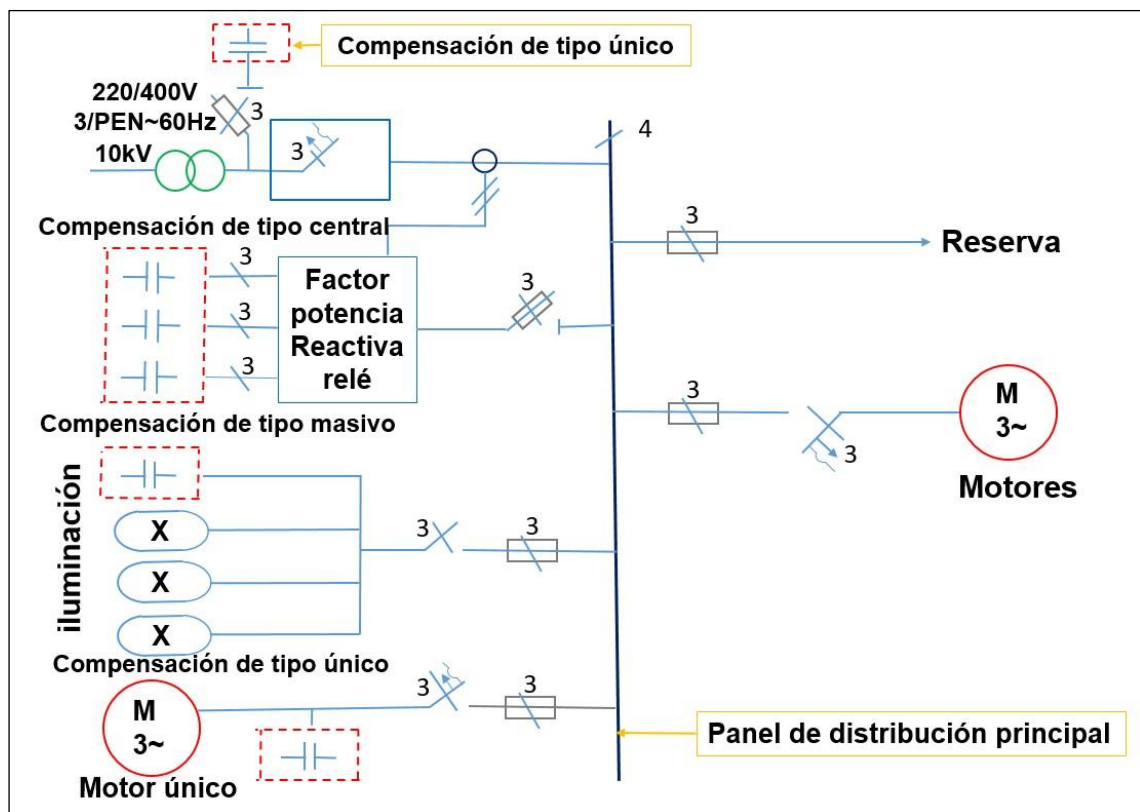 Compensación de tipo único
220/400V
3/PEN~60Hz
10kV
3
3
4
Compensación de tipo central
3
3
3
Factor
potencia
Reactiva
relé
3
3
Reserva
Compensación de tipo masivo
3
3
M
3~
Motores
iluminación
X
X
X
3
3
Compensación de tipo único
M
3~
Motor único
3
3
Panel de distribución principal